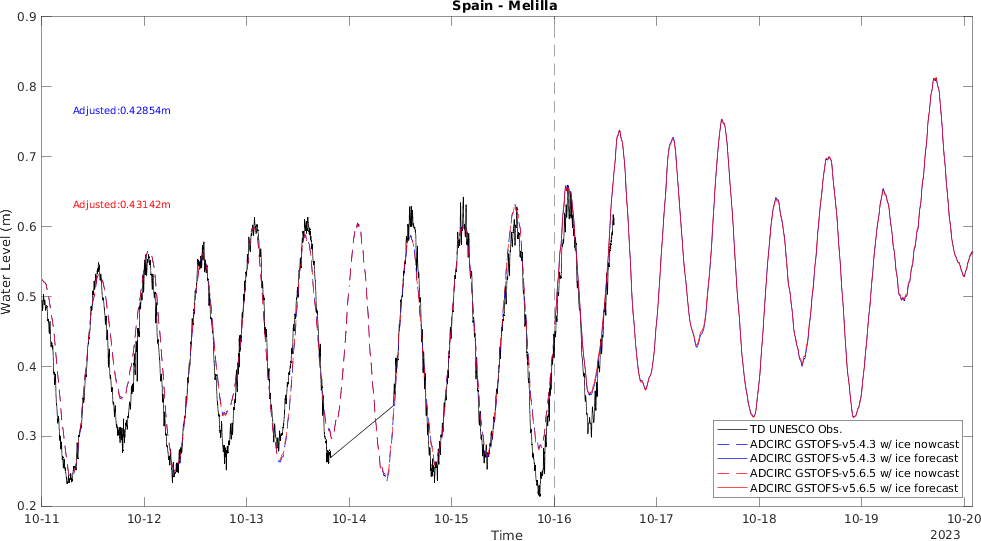 Spain - Melilla
Water Level (m)
0.9
0.8
0.7
0.6
0.5
0.4
0.3
0.2
Adjusted:0.42854m
Adjusted:0.43142m
TD UNESCO Obs.
ADCIRC GSTOFS-v5.4.3 w/ ice nowcast
ADCIRC GSTOFS-v5.4.3 w/ ice forecast
ADCIRC GSTOFS-v5.6.5 w/ ice nowcast
ADCIRC GSTOFS-v5.6.5 w/ ice forecast
10-11 10-12 10-13 10-14 10-15 10-16 10-17 10-18 10-19 10-20
Time
2023